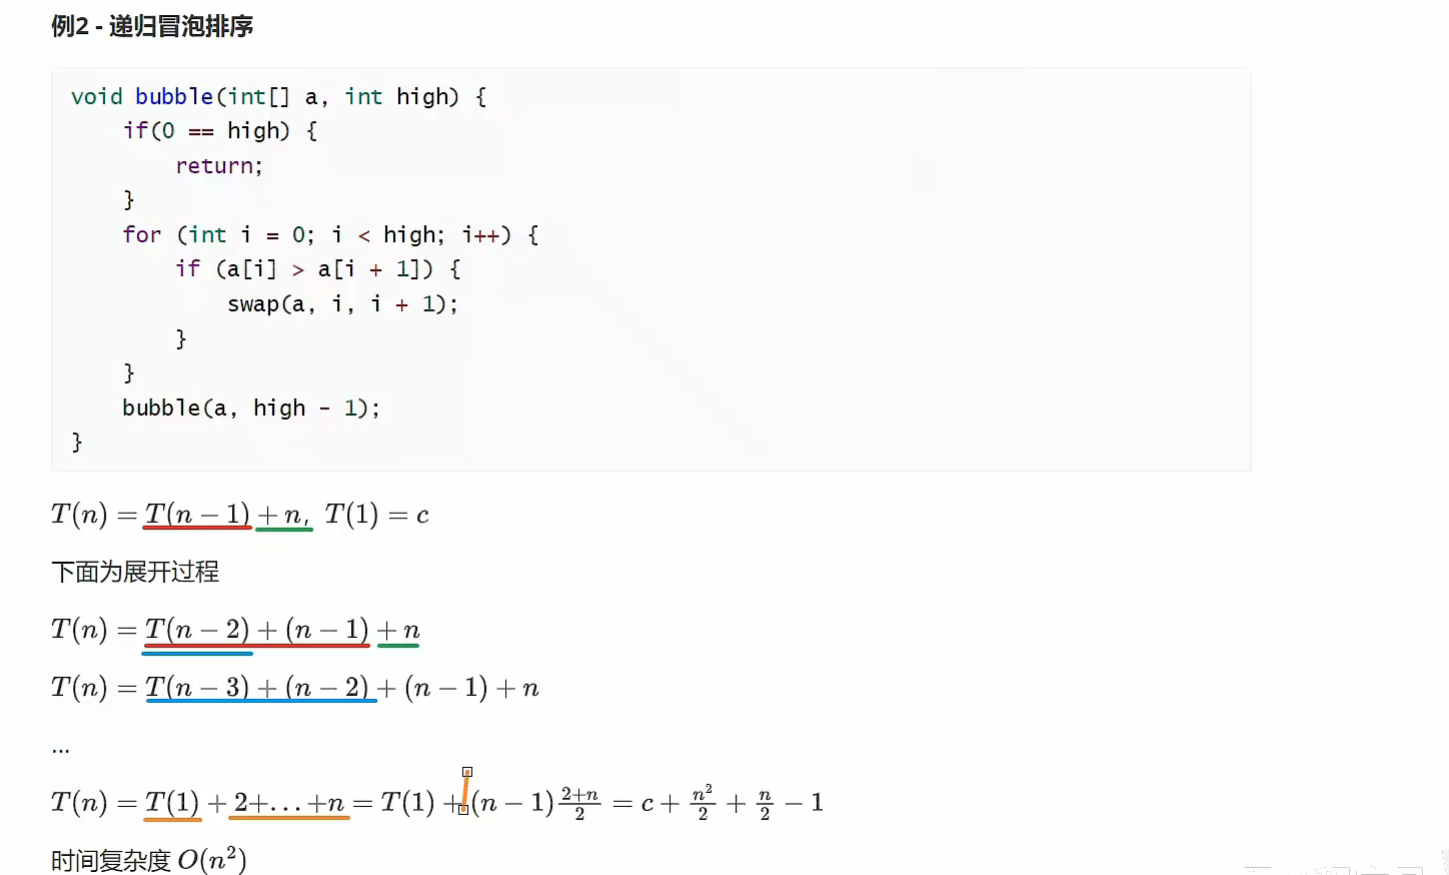 例2 - 递归冒泡排序
void bubble(int[] a, int high) {
    if(0 == high) {
        return;
    }
    for (int i = 0; i < high; i++) {
        if (a[i] > a[i + 1]) {
            swap(a, i, i + 1);
        }
    }
    bubble(a, high - 1);
}
T(n) = T(n − 1) + n, T(1) = c
下面为展开过程
T(n) = T(n − 2) + (n − 1) + n
T(n) = T(n − 3) + (n − 2) + (n − 1) + n
...
T(n) = T(1) + 2+...+n = T(1) + (n − 1)\frac{2+n}{2} = c + \frac{n^2}{2} + \frac{n}{2} − 1
时间复杂度 O(n^2)